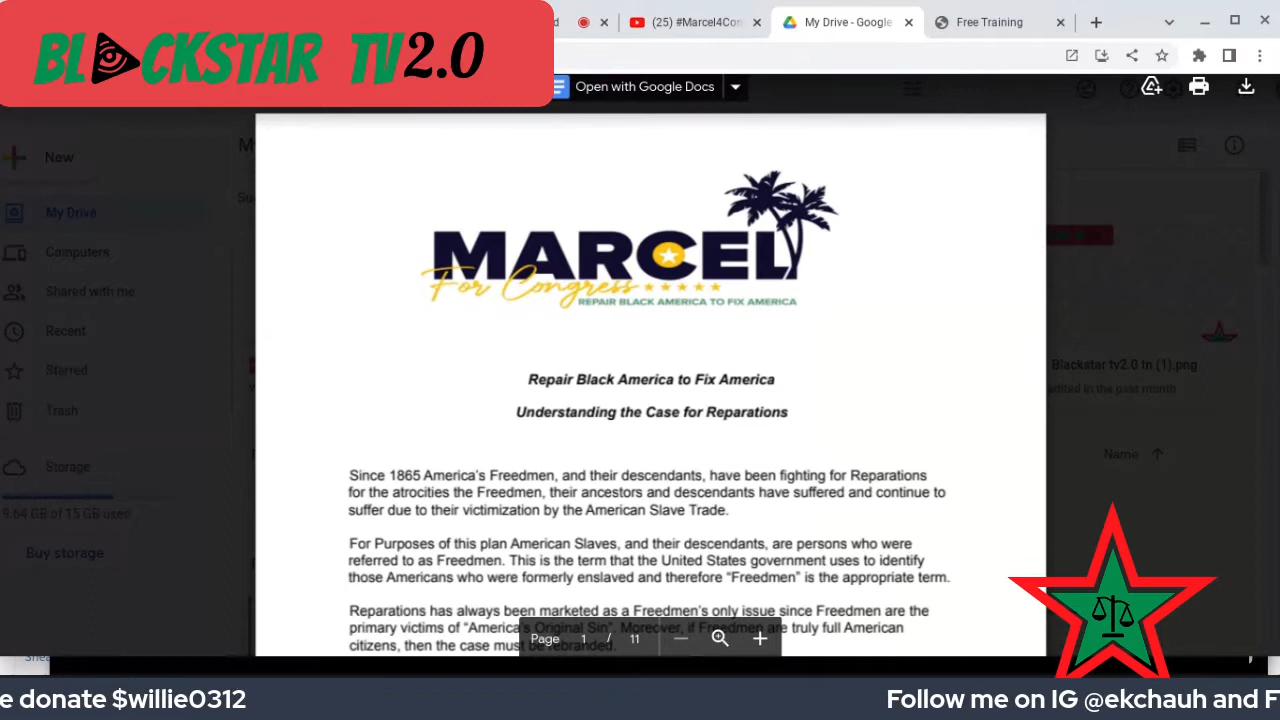 BLACKSTAR TV2.0
d
(25) #Marcel4Con
My Drive - Google
Free Training
Open with Google Docs
New
My
My Drive
Su
Computers
Shared with me
Recent
Starred
Trash
Storage
9.64 GB of 15 GB used
Buy storage
Blackstar tv2.0 tn (1).png
edited in the past month
Name
MARCEL
For Congress
REPAIR BLACK AMERICA TO FIX AMERICA
Repair Black America to Fix America
Understanding the Case for Reparations
Since 1865 America's Freedmen, and their descendants, have been fighting for Reparations
for the atrocities the Freedmen, their ancestors and descendants have suffered and continue to
suffer due to their victimization by the American Slave Trade.
For Purposes of this plan American Slaves, and their descendants, are persons who were
referred to as Freedmen. This is the term that the United States government uses to identify
those Americans who were formerly enslaved and therefore “Freedmen” is the appropriate term.
Reparations has always been marketed as a Freedmen's only issue since Freedmen are the
primary victims of “America's Original Sin”. Moreover, if Freedmen are truly full American
citizens, then the case must be rebranded.
Page 1 / 11
e donate $willie0312
Follow me on IG @ekchauh and F